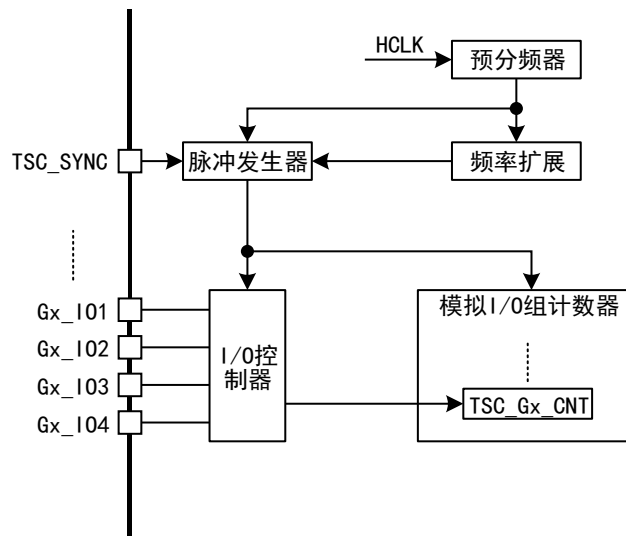 HCLK
预分频器
TSC_SYNC
脉冲发生器
频率扩展
Gx_IO1
Gx_IO2
Gx_IO3
Gx_IO4
I/O控
制器
模拟I/O组计数器
TSC_Gx_CNT